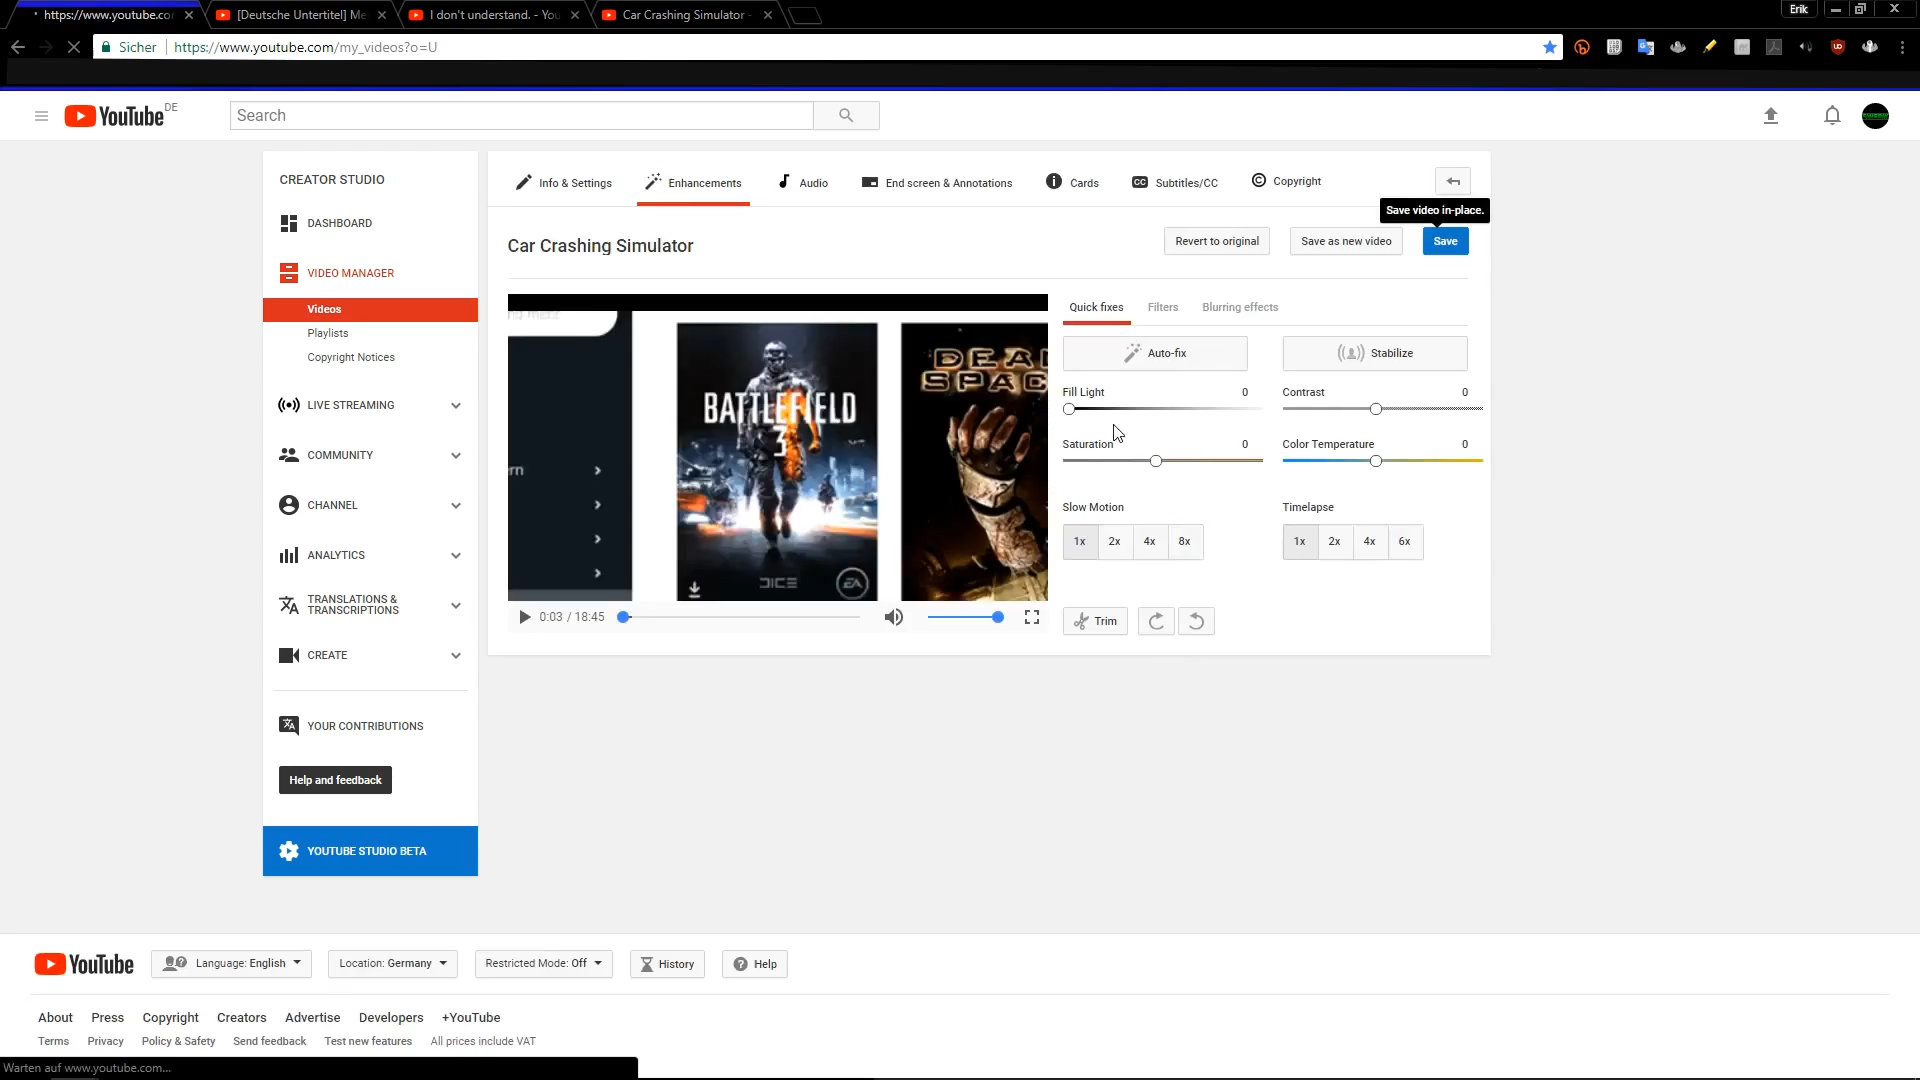 https://www.youtube.co
[Deutsche Untertitel] Me
I don't understand. - You
Car Crashing Simulator -
Erik
Sicher
https://www.youtube.com/my_videos?o=U
YouTube DE
Search
CREATOR STUDIO
DASHBOARD
VIDEO MANAGER
Videos
Playlists
Copyright Notices
LIVE STREAMING
COMMUNITY
CHANNEL
ANALYTICS
TRANSLATIONS &
TRANSCRIPTIONS
CREATE
YOUR CONTRIBUTIONS
Help and feedback
YOUTUBE STUDIO BETA
Info & Settings
Enhancements
Audio
End screen & Annotations
Cards
CC Subtitles/CC
Copyright
Save video in-place.
Car Crashing Simulator
Revert to original
Save as new video
Save
BATTLEFIELD
3
DICE
EA
DEA
SPAC
0:03 / 18:45
Quick fixes
Filters
Blurring effects
Auto-fix
Stabilize
Fill Light 0
Contrast 0
Saturation 0
Color Temperature 0
Slow Motion
Timelapse
1x 2x 4x 8x
1x 2x 4x 6x
Trim
YouTube
Language: English
Location: Germany
Restricted Mode: Off
History
Help
About Press Copyright Creators Advertise Developers +YouTube
Terms Privacy Policy & Safety Send feedback Test new features All prices include VAT
Warten auf www.youtube.com...